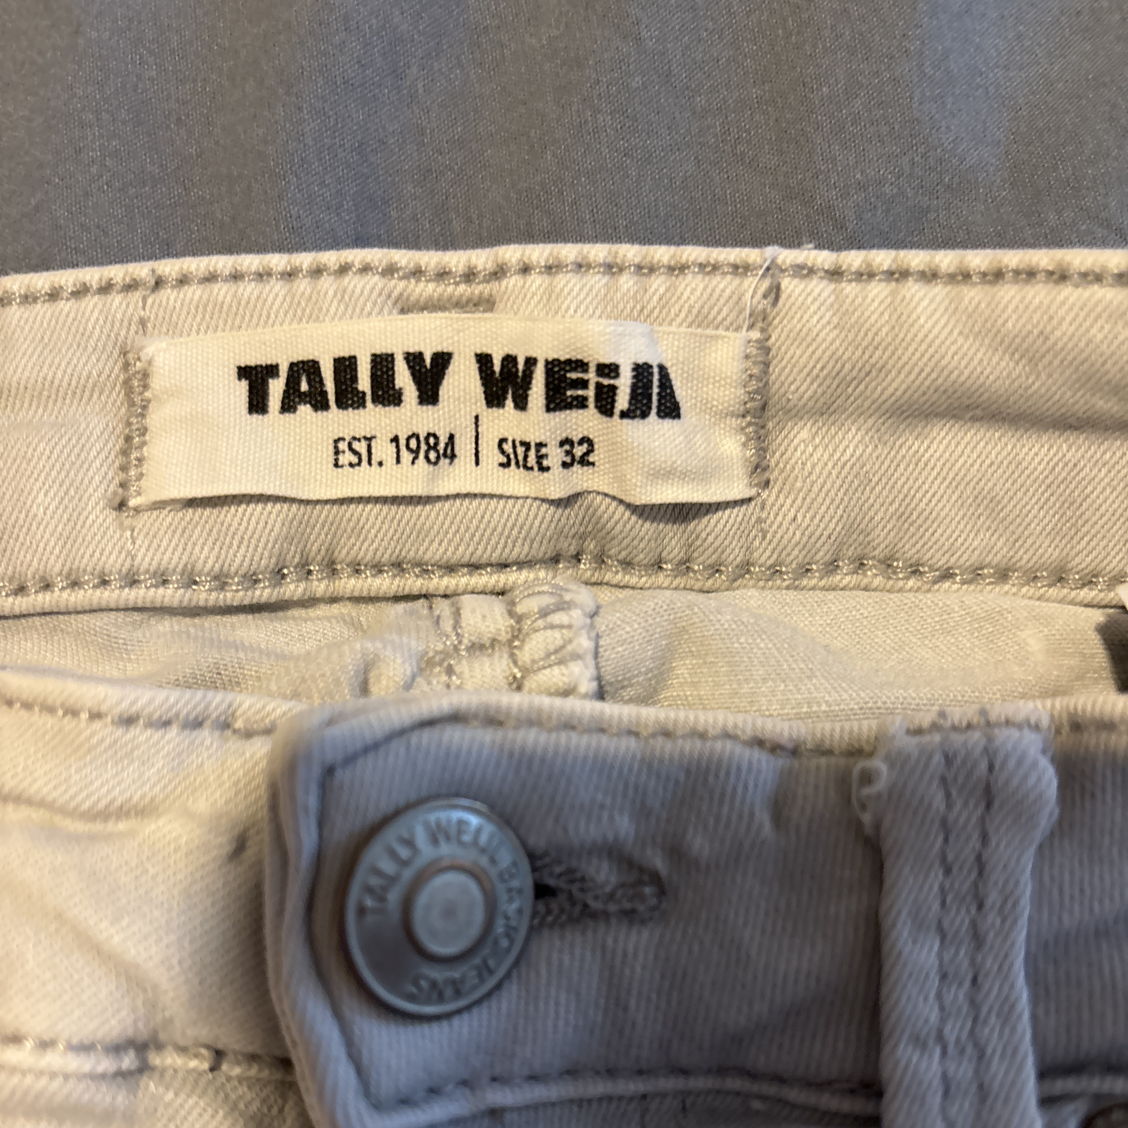 TALLY WEiJL
EST. 1984 | SIZE 32
TALLY WEiJL BASIC JEANS